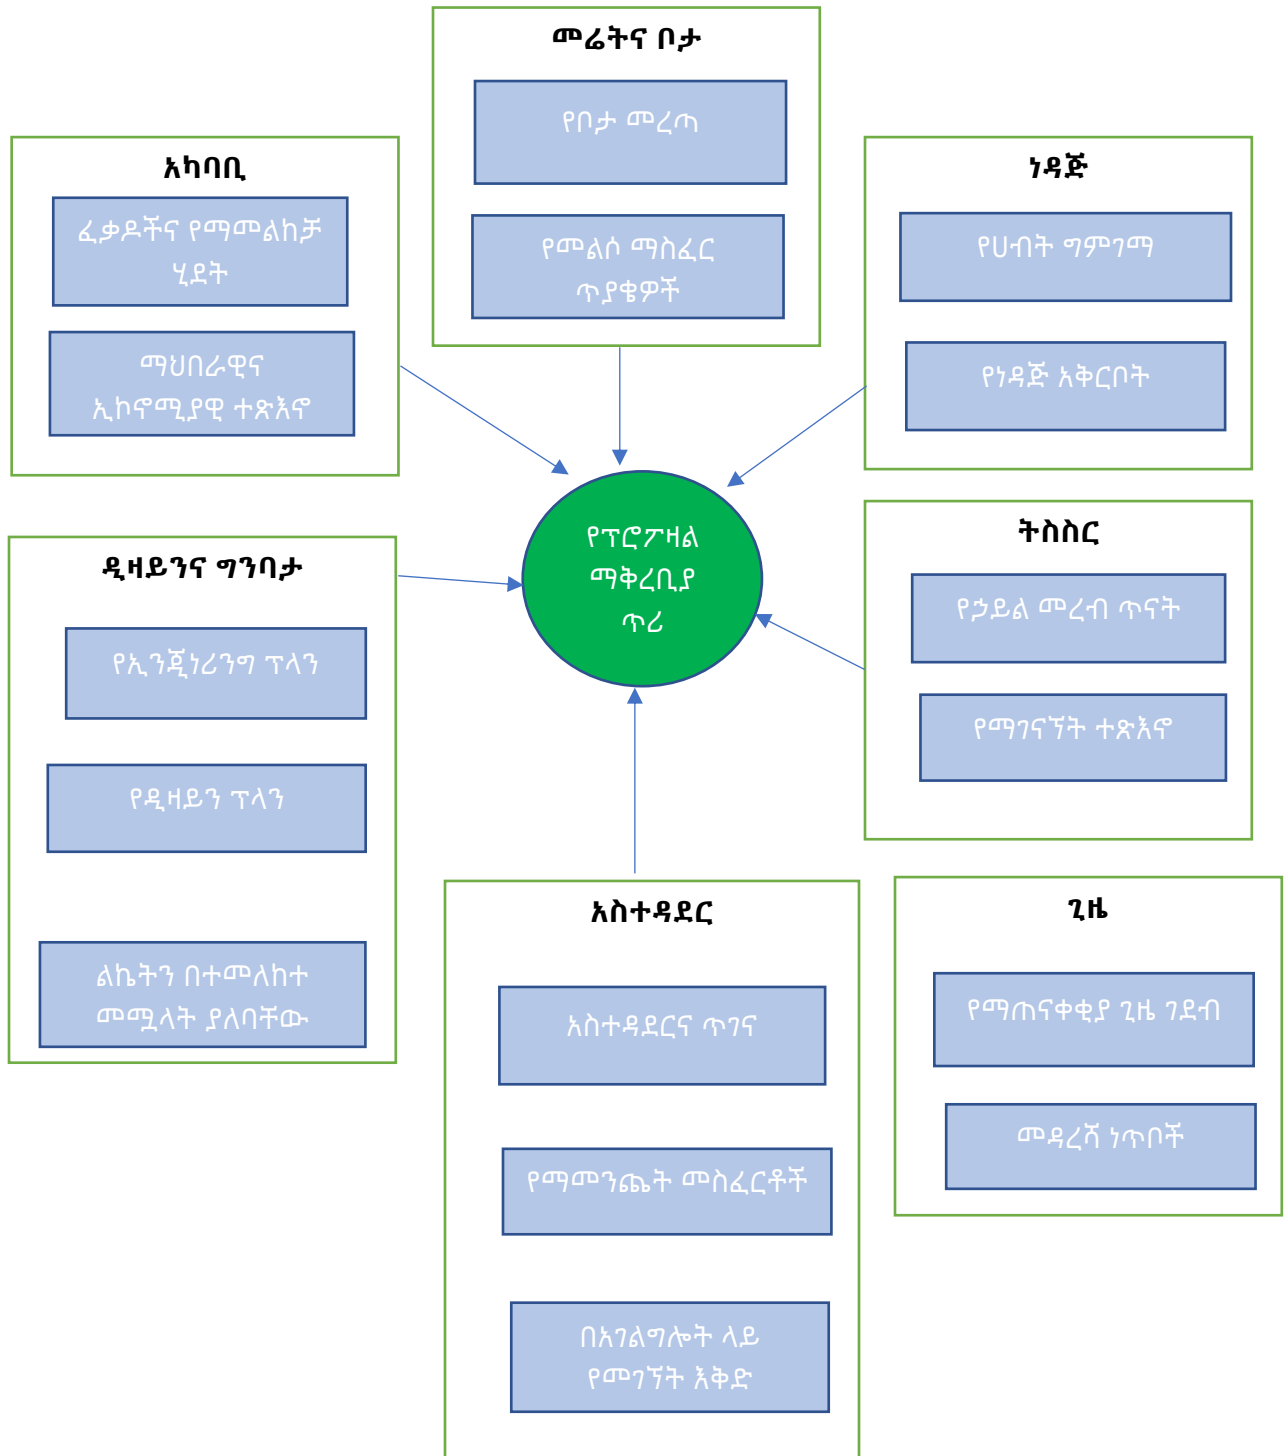 መሬትና ቦታ
የቦታ መረጣ
የመልሶ ማስፈር
ጥያቄዎች
አካባቢ
ፈቃዶችና የማመልከቻ
ሂደት
ማህበራዊና
ኢኮኖሚያዊ ተጽእኖ
ነዳጅ
የሀብት ግምገማ
የነዳጅ አቅርቦት
የፕሮፖዛል
ማቅረቢያ
ጥሪ
ትስስር
የኃይል መረብ ጥናት
የማገናኘት ተጽእኖ
ዲዛይንና ግንባታ
የኢንጂነሪንግ ፕላን
የዲዛይን ፕላን
ልኬትን በተመለከተ
መሟላት ያለባቸው
አስተዳደር
አስተዳደርና ጥገና
የማመንጨት መስፈርቶች
በአገልግሎት ላይ
የመገኘት እቅድ
ጊዜ
የማጠናቀቂያ ጊዜ ገደብ
መዳረሻ ነጥቦች